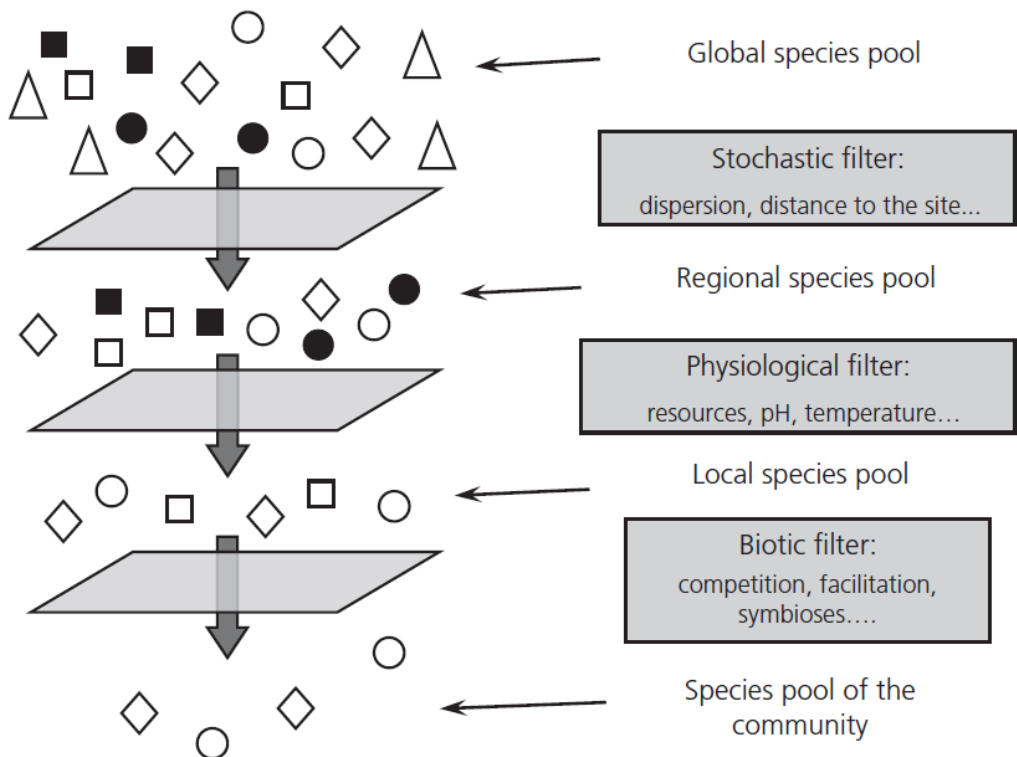 Global species pool
Stochastic filter:
dispersion, distance to the site...
Regional species pool
Physiological filter:
resources, pH, temperature…
Local species pool
Biotic filter:
competition, facilitation,
symbioses….
Species pool of the
community